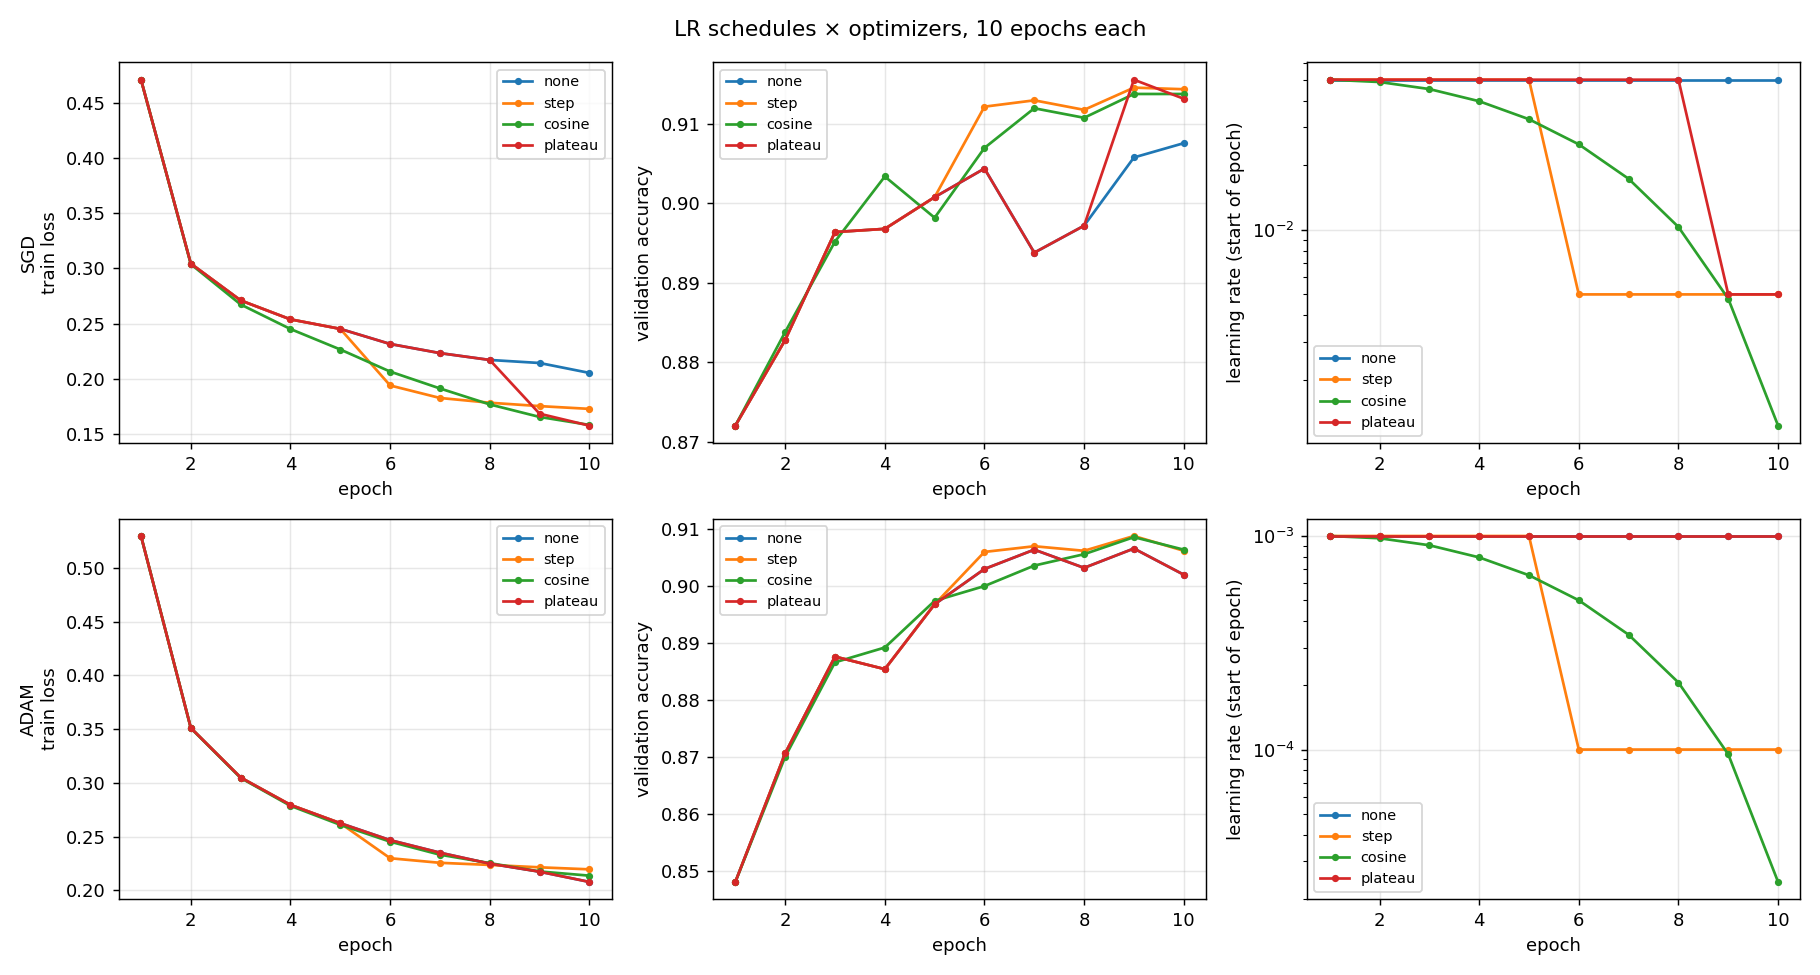 LR schedules × optimizers, 10 epochs each
SGD
train loss
0.45
0.40
0.35
0.30
0.25
0.20
0.15
2
4
6
8
10
epoch
none
step
cosine
plateau
validation accuracy
0.91
0.90
0.89
0.88
0.87
2
4
6
8
10
epoch
none
step
cosine
plateau
learning rate (start of epoch)
10⁻²
2
4
6
8
10
epoch
none
step
cosine
plateau
ADAM
train loss
0.50
0.45
0.40
0.35
0.30
0.25
0.20
2
4
6
8
10
epoch
none
step
cosine
plateau
validation accuracy
0.91
0.90
0.89
0.88
0.87
0.86
0.85
2
4
6
8
10
epoch
none
step
cosine
plateau
learning rate (start of epoch)
10⁻³
10⁻⁴
2
4
6
8
10
epoch
none
step
cosine
plateau